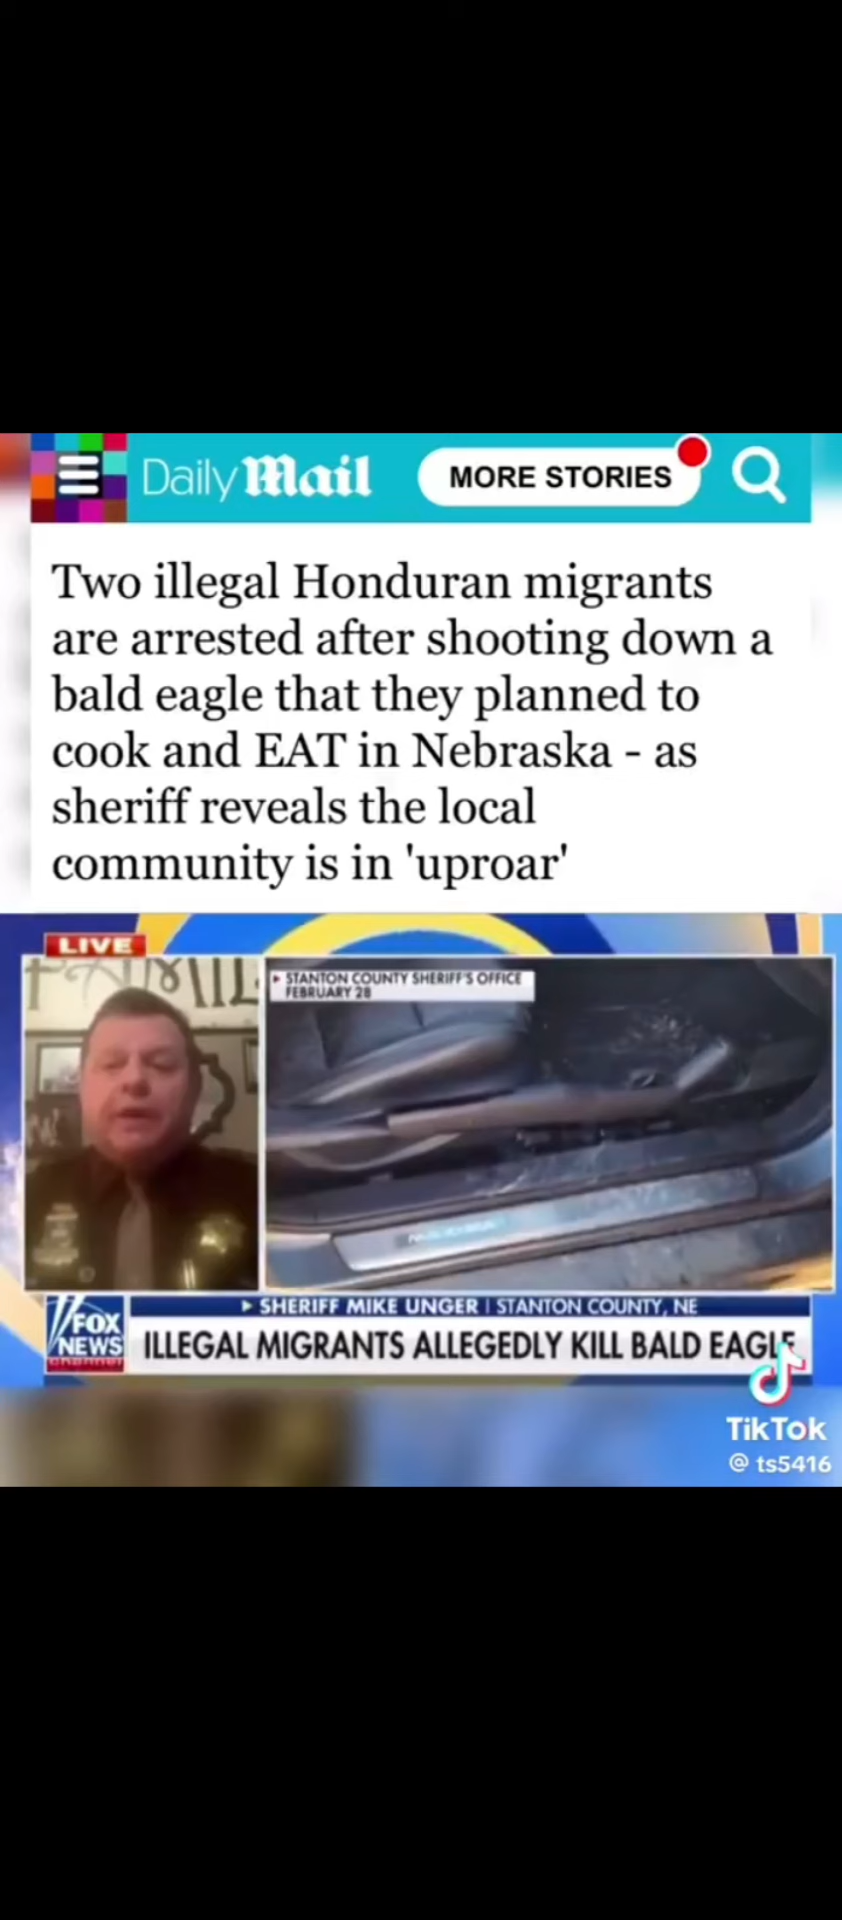 Daily Mail
MORE STORIES
Two illegal Honduran migrants
are arrested after shooting down a
bald eagle that they planned to
cook and EAT in Nebraska - as
sheriff reveals the local
community is in 'uproar'
LIVE
STANTON COUNTY SHERIFF'S OFFICE
FEBRUARY 28
SHERIFF MIKE UNGER | STANTON COUNTY, NE
FOX
NEWS
channel
ILLEGAL MIGRANTS ALLEGEDLY KILL BALD EAGLE
TikTok
@ ts5416